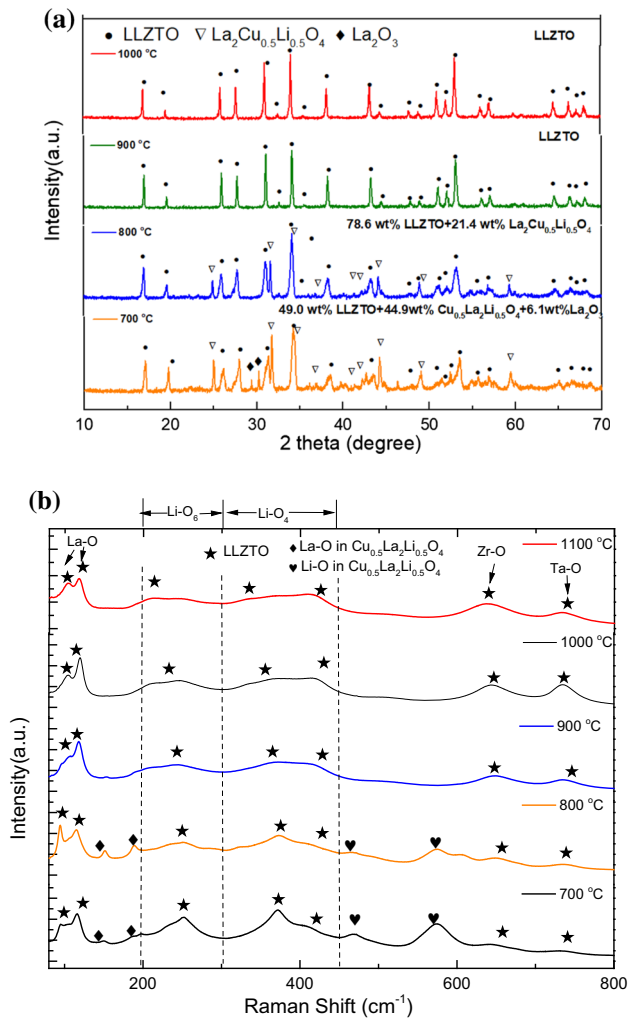 (a)
● LLZTO ▽ La₂Cu₀.₅Li₀.₅O₄ ◆ La₂O₃
LLZTO
1000 °C
LLZTO
900 °C
78.6 wt% LLZTO+21.4 wt% La₂Cu₀.₅Li₀.₅O₄
800 °C
49.0 wt% LLZTO+44.9wt% Cu₀.₅La₂Li₀.₅O₄+6.1wt%La₂O
700 °C
Intensity(a.u.)
10 20 30 40 50 60 70
2 theta (degree)
(b)
Li-O₆ Li-O₄
La-O
★ LLZTO
◆ La-O in Cu₀.₅La₂Li₀.₅O₄
♥ Li-O in Cu₀.₅La₂Li₀.₅O₄
Zr-O
Ta-O
1100 °C
1000 °C
900 °C
800 °C
700 °C
Intensity(a.u.)
200 400 600 800
Raman Shift (cm⁻¹)